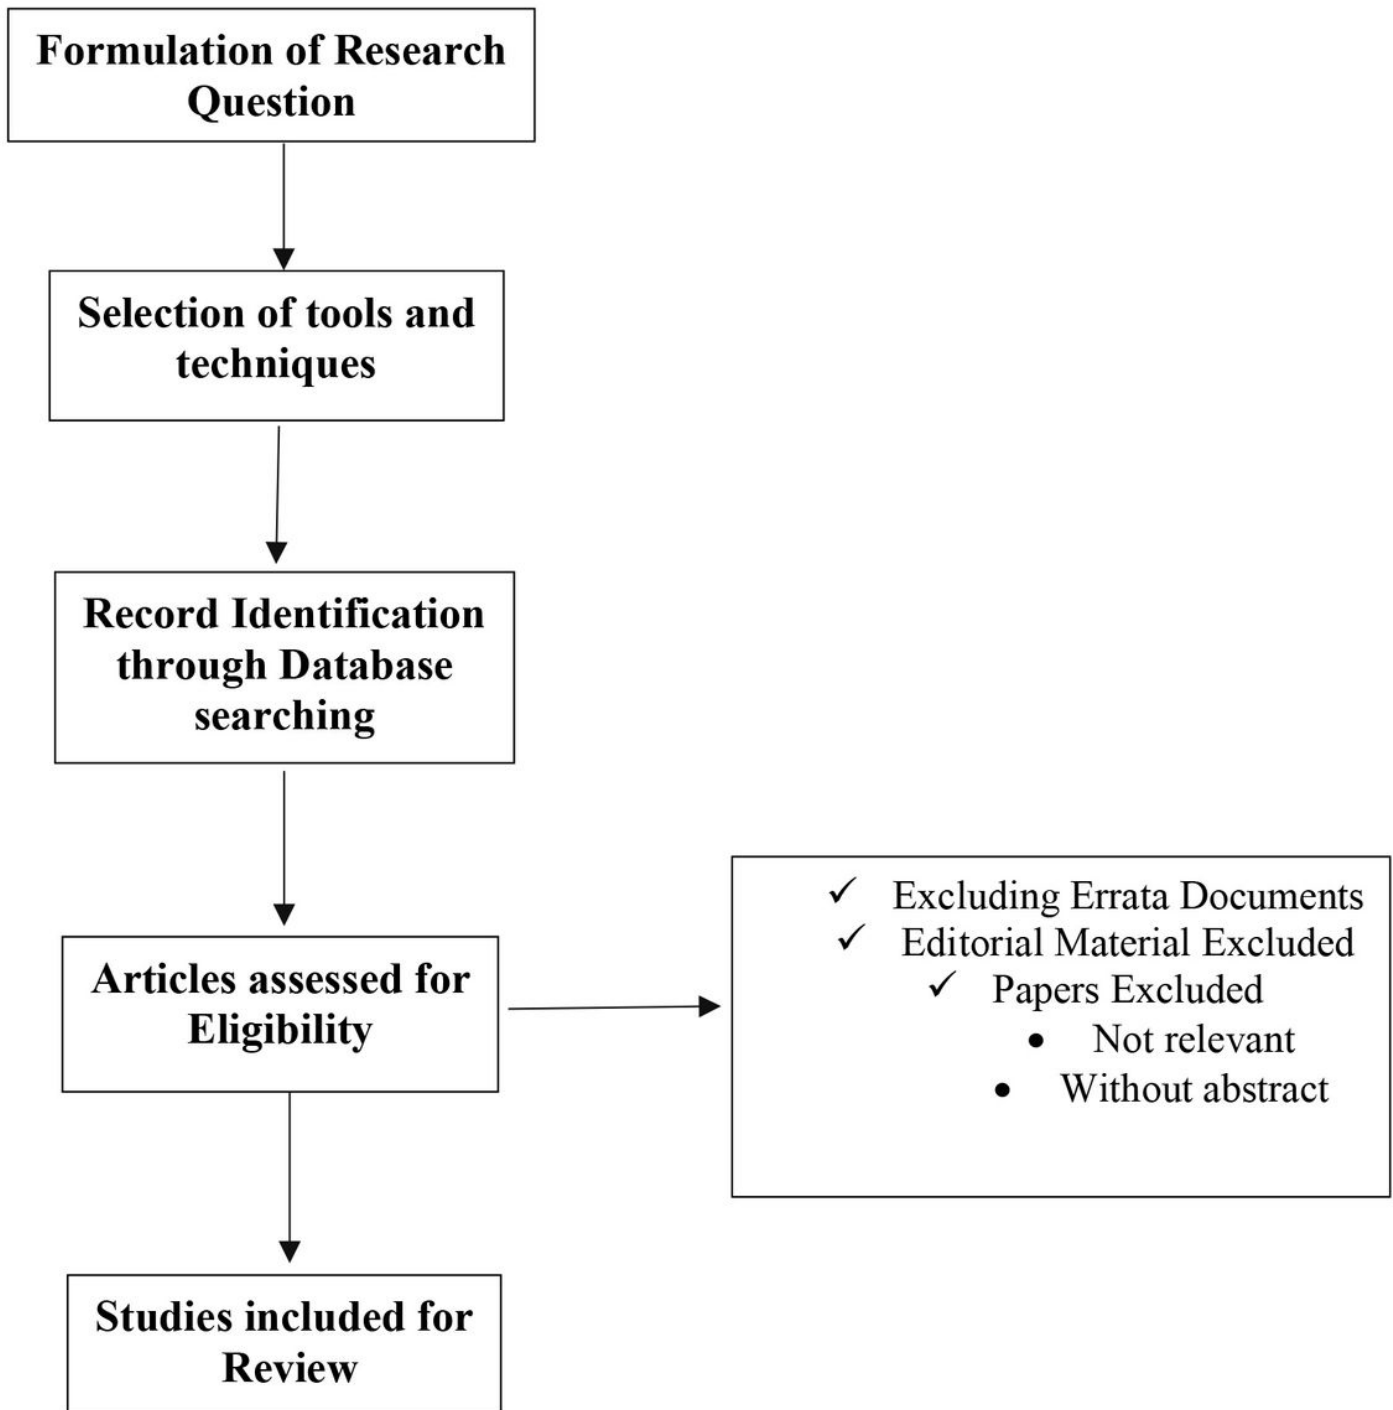 Formulation of Research
Question
Selection of tools and
techniques
Record Identification
through Database
searching
Articles assessed for
Eligibility
✓ Excluding Errata Documents
✓ Editorial Material Excluded
✓ Papers Excluded
• Not relevant
• Without abstract
Studies included for
Review